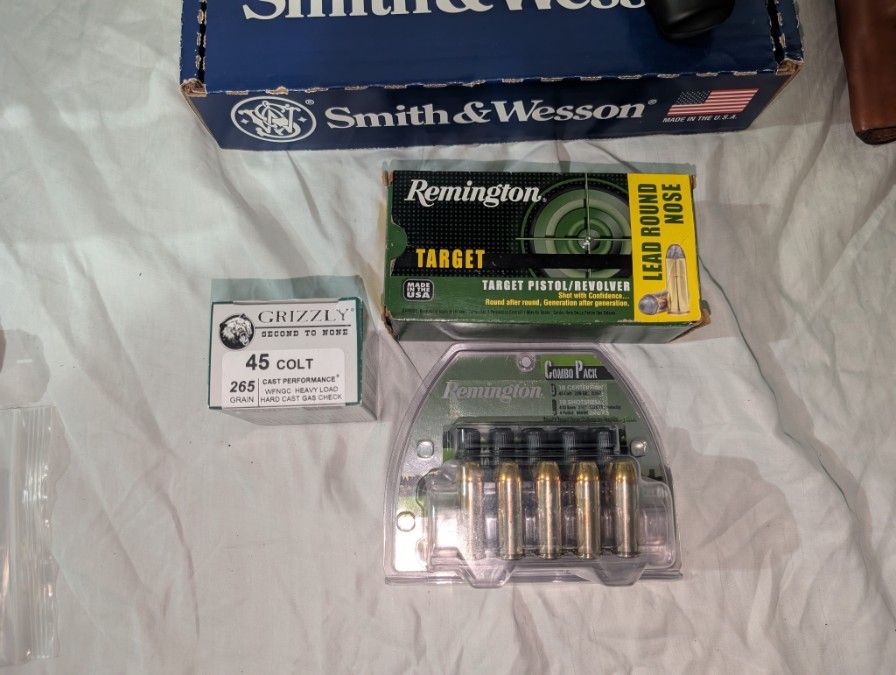 Smith & Wesson
Smith & Wesson®
MADE IN THE U.S.A.
Remington®
TARGET
LEAD ROUND
NOSE
MADE
IN THE
USA
TARGET PISTOL/REVOLVER
Shot with Confidence...
Round after round, Generation after generation.
GRIZZLY®
SECOND TO NONE
45 COLT
265
GRAIN
CAST PERFORMANCE®
WFNGC HEAVY LOAD
HARD CAST GAS CHECK
COMBO PACK
Remington